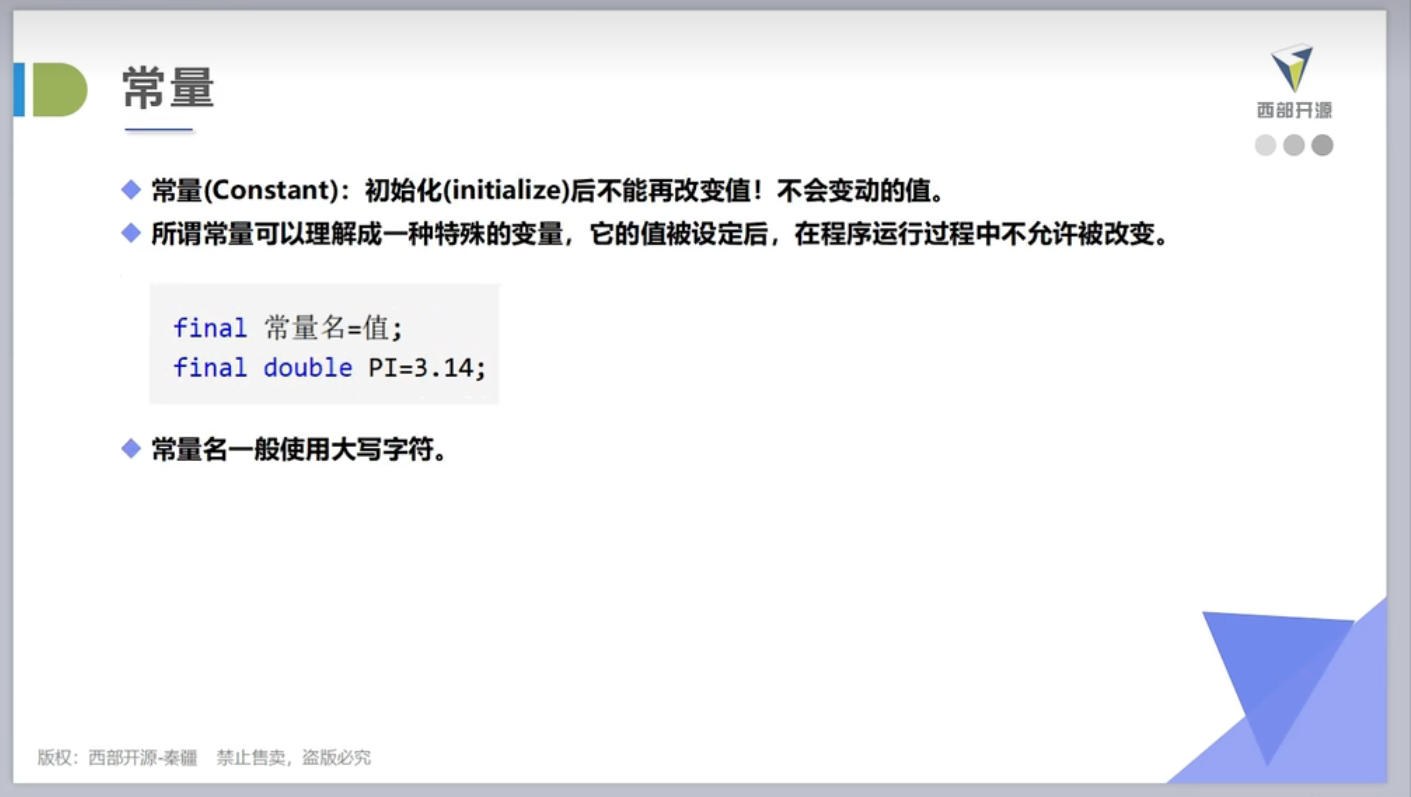 常量
西部开源
常量(Constant)：初始化(initialize)后不能再改变值！不会变动的值。
所谓常量可以理解成一种特殊的变量，它的值被设定后，在程序运行过程中不允许被改变。
final 常量名=值;
final double PI=3.14;
常量名一般使用大写字符。
版权：西部开源-秦疆 禁止售卖，盗版必究